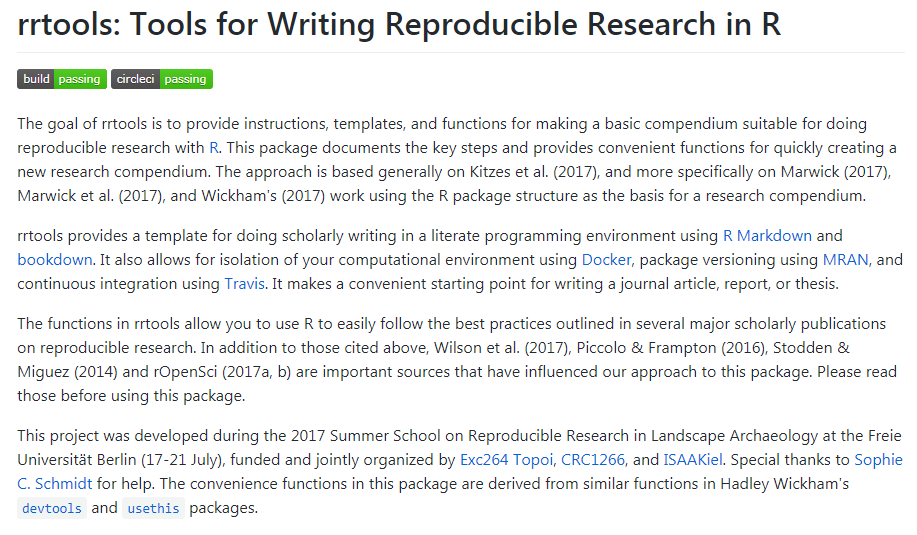 rrtools: Tools for Writing Reproducible Research in R
build passing circleci passing
The goal of rrtools is to provide instructions, templates, and functions for making a basic compendium suitable for doing
reproducible research with R. This package documents the key steps and provides convenient functions for quickly creating a
new research compendium. The approach is based generally on Kitzes et al. (2017), and more specifically on Marwick (2017),
Marwick et al. (2017), and Wickham's (2017) work using the R package structure as the basis for a research compendium.
rrtools provides a template for doing scholarly writing in a literate programming environment using R Markdown and
bookdown. It also allows for isolation of your computational environment using Docker, package versioning using MRAN, and
continuous integration using Travis. It makes a convenient starting point for writing a journal article, report, or thesis.
The functions in rrtools allow you to use R to easily follow the best practices outlined in several major scholarly publications
on reproducible research. In addition to those cited above, Wilson et al. (2017), Piccolo & Frampton (2016), Stodden &
Miguez (2014) and rOpenSci (2017a, b) are important sources that have influenced our approach to this package. Please read
those before using this package.
This project was developed during the 2017 Summer School on Reproducible Research in Landscape Archaeology at the Freie
Universität Berlin (17-21 July), funded and jointly organized by Exc264 Topoi, CRC1266, and ISAAKiel. Special thanks to Sophie
C. Schmidt for help. The convenience functions in this package are derived from similar functions in Hadley Wickham's
devtools and usethis packages.